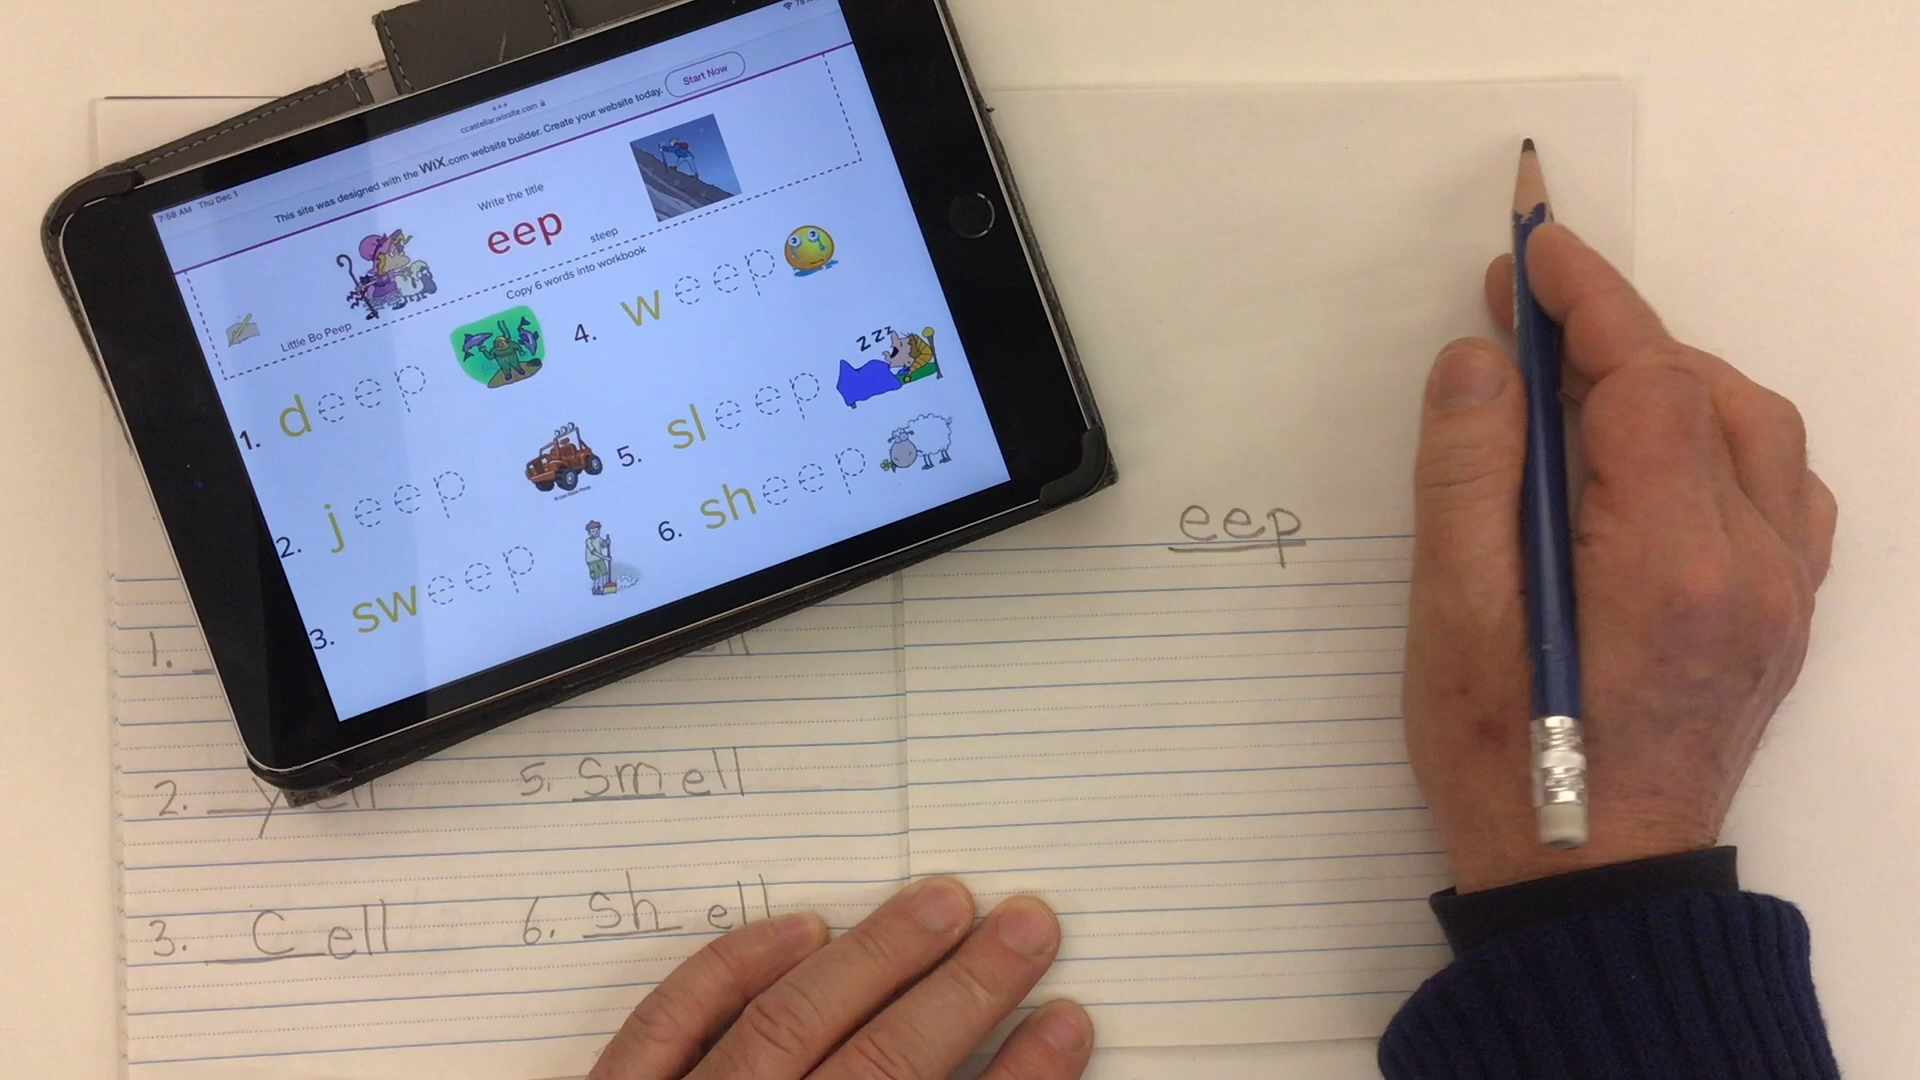 7:58 AM Thu Dec 1
ccastellar.wixsite.com
This site was designed with the WiX.com website builder. Create your website today. Start Now
Write the title
eep
Little Bo Peep
steep
Copy 6 words into workbook
1. deep
2. jeep
3. sweep
4. weep
5. sleep
zzz
6. sheep
eep
1.
2. yell
3. Cell
5. Smell
6. shell